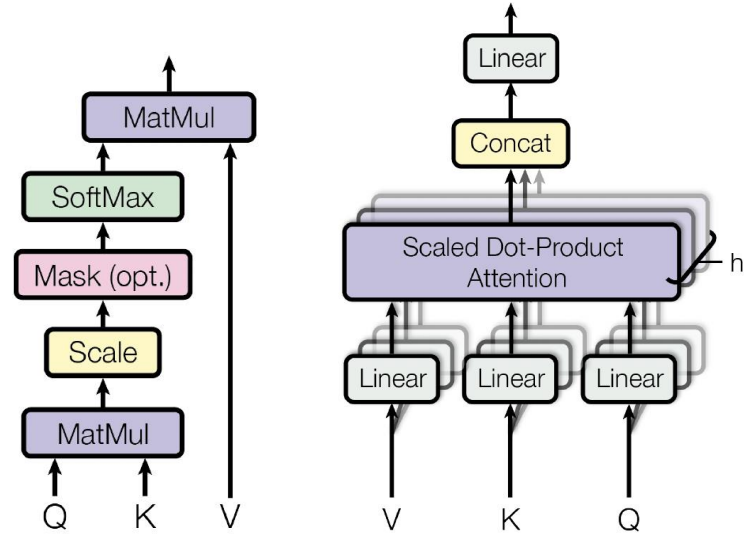 MatMul
SoftMax
Mask (opt.)
Scale
MatMul
Q K V
Linear
Concat
Scaled Dot-Product
Attention
h
Linear Linear Linear
V K Q